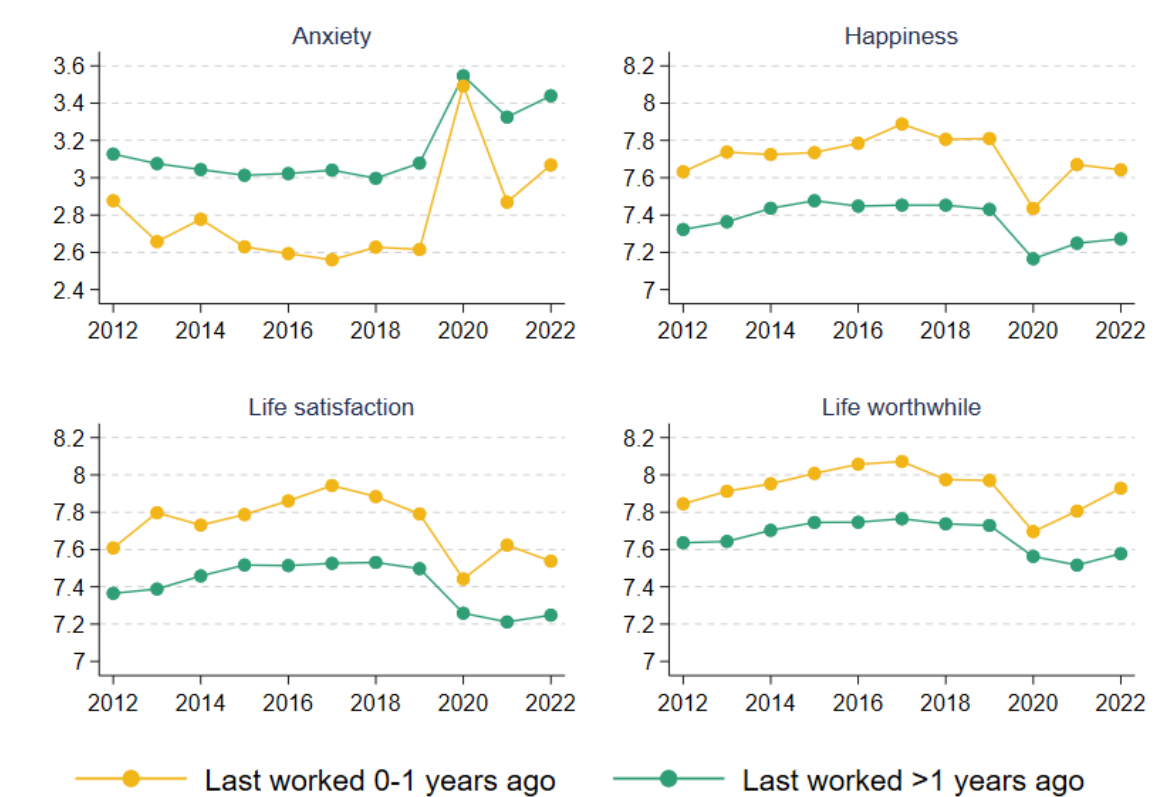 Anxiety
3.6
3.4
3.2
3
2.8
2.6
2.4
2012 2014 2016 2018 2020 2022
Happiness
8.2
8
7.8
7.6
7.4
7.2
7
2012 2014 2016 2018 2020 2022
Life satisfaction
8.2
8
7.8
7.6
7.4
7.2
7
2012 2014 2016 2018 2020 2022
Life worthwhile
8.2
8
7.8
7.6
7.4
7.2
7
2012 2014 2016 2018 2020 2022
Last worked 0-1 years ago
Last worked >1 years ago